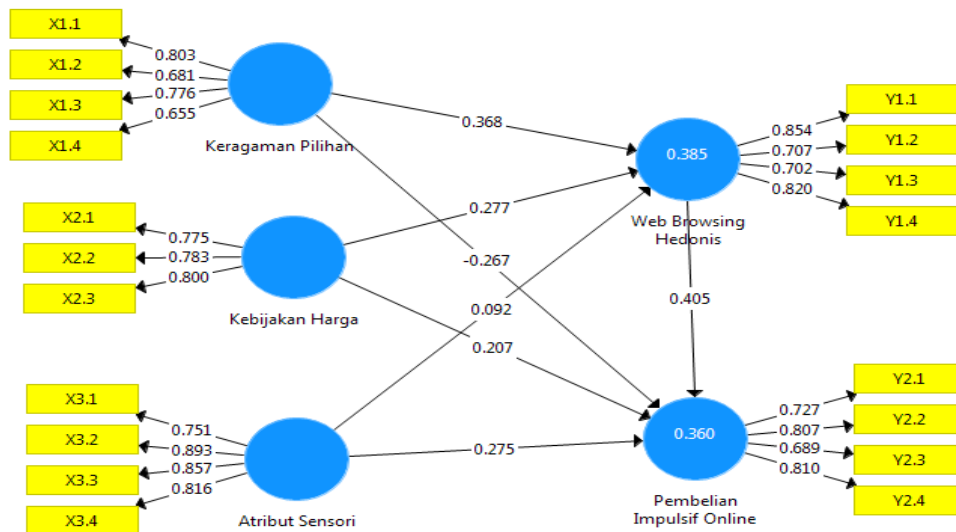 X1.1
X1.2
X1.3
X1.4
0.803
0.681
0.776
0.655
Keragaman Pilihan
X2.1
X2.2
X2.3
0.775
0.783
0.800
Kebijakan Harga
X3.1
X3.2
X3.3
X3.4
0.751
0.893
0.857
0.816
Atribut Sensori
0.368
0.277
-0.267
0.092
0.207
0.275
0.385
Web Browsing
Hedonis
0.405
0.360
Pembelian
Impulsif Online
0.854
0.707
0.702
0.820
Y1.1
Y1.2
Y1.3
Y1.4
0.727
0.807
0.689
0.810
Y2.1
Y2.2
Y2.3
Y2.4